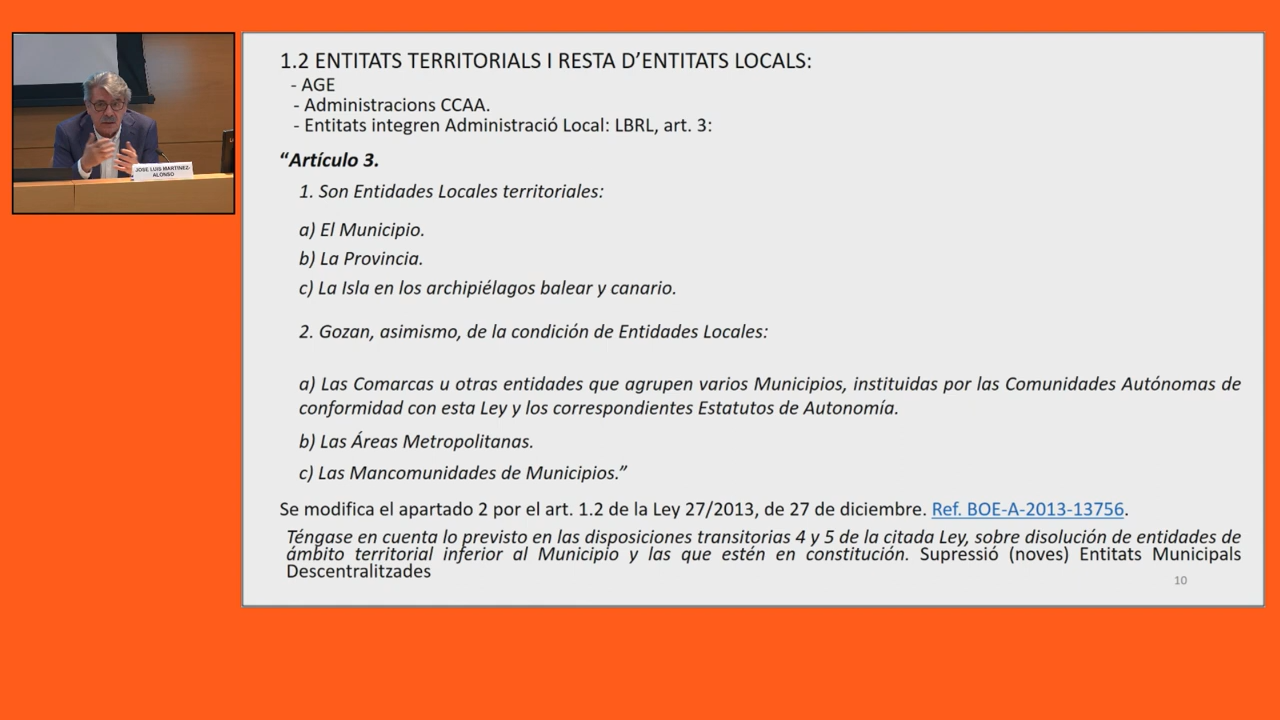 JOSE LUIS MARTINEZ-
ALONSO
1.2 ENTITATS TERRITORIALS I RESTA D’ENTITATS LOCALS:
- AGE
- Administracions CCAA.
- Entitats integren Administració Local: LBRL, art. 3:
“Artículo 3.
1. Son Entidades Locales territoriales:
a) El Municipio.
b) La Provincia.
c) La Isla en los archipiélagos balear y canario.
2. Gozan, asimismo, de la condición de Entidades Locales:
a) Las Comarcas u otras entidades que agrupen varios Municipios, instituidas por las Comunidades Autónomas de
conformidad con esta Ley y los correspondientes Estatutos de Autonomía.
b) Las Áreas Metropolitanas.
c) Las Mancomunidades de Municipios.”
Se modifica el apartado 2 por el art. 1.2 de la Ley 27/2013, de 27 de diciembre. Ref. BOE-A-2013-13756.
Téngase en cuenta lo previsto en las disposiciones transitorias 4 y 5 de la citada Ley, sobre disolución de entidades de
ámbito territorial inferior al Municipio y las que estén en constitución. Supressió (noves) Entitats Municipals
Descentralitzades
10